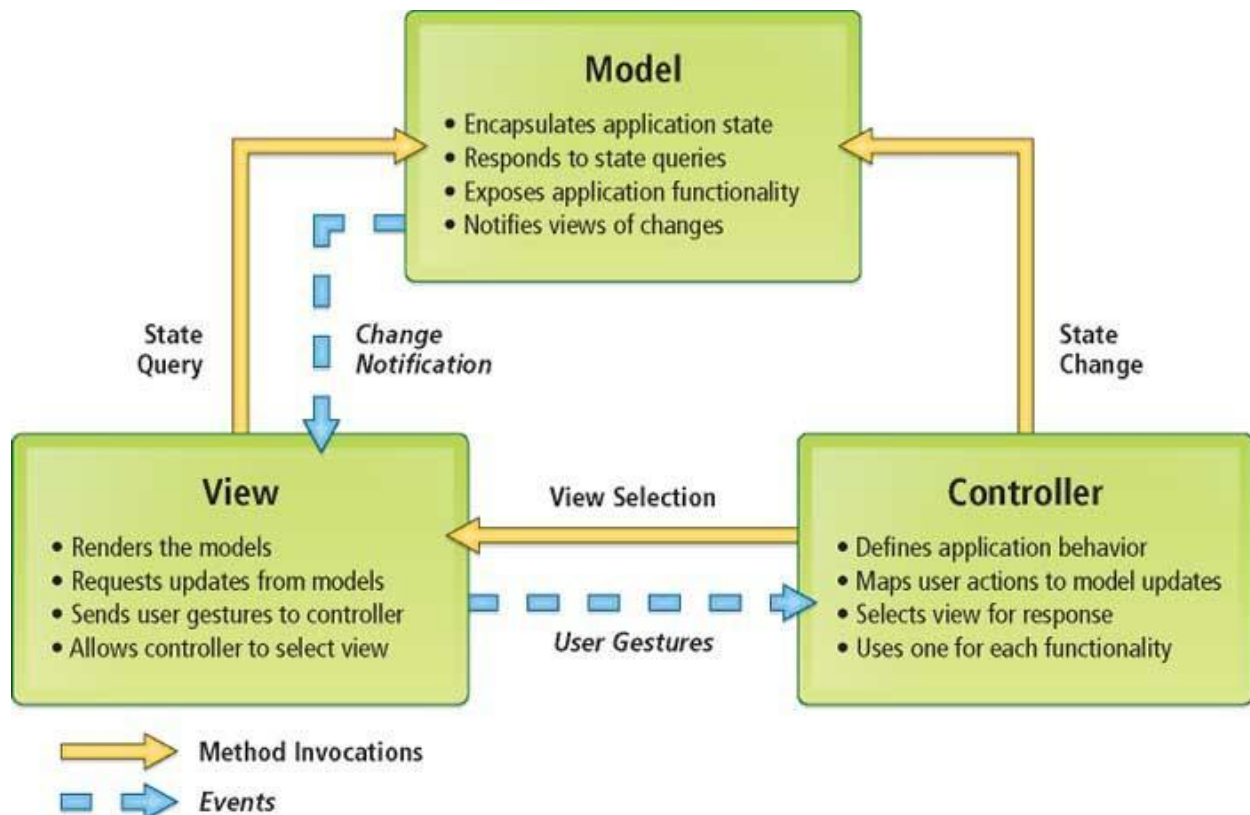 Model
• Encapsulates application state
• Responds to state queries
• Exposes application functionality
• Notifies views of changes
State
Query
Change
Notification
State
Change
View
• Renders the models
• Requests updates from models
• Sends user gestures to controller
• Allows controller to select view
View Selection
User Gestures
Controller
• Defines application behavior
• Maps user actions to model updates
• Selects view for response
• Uses one for each functionality
Method Invocations
Events